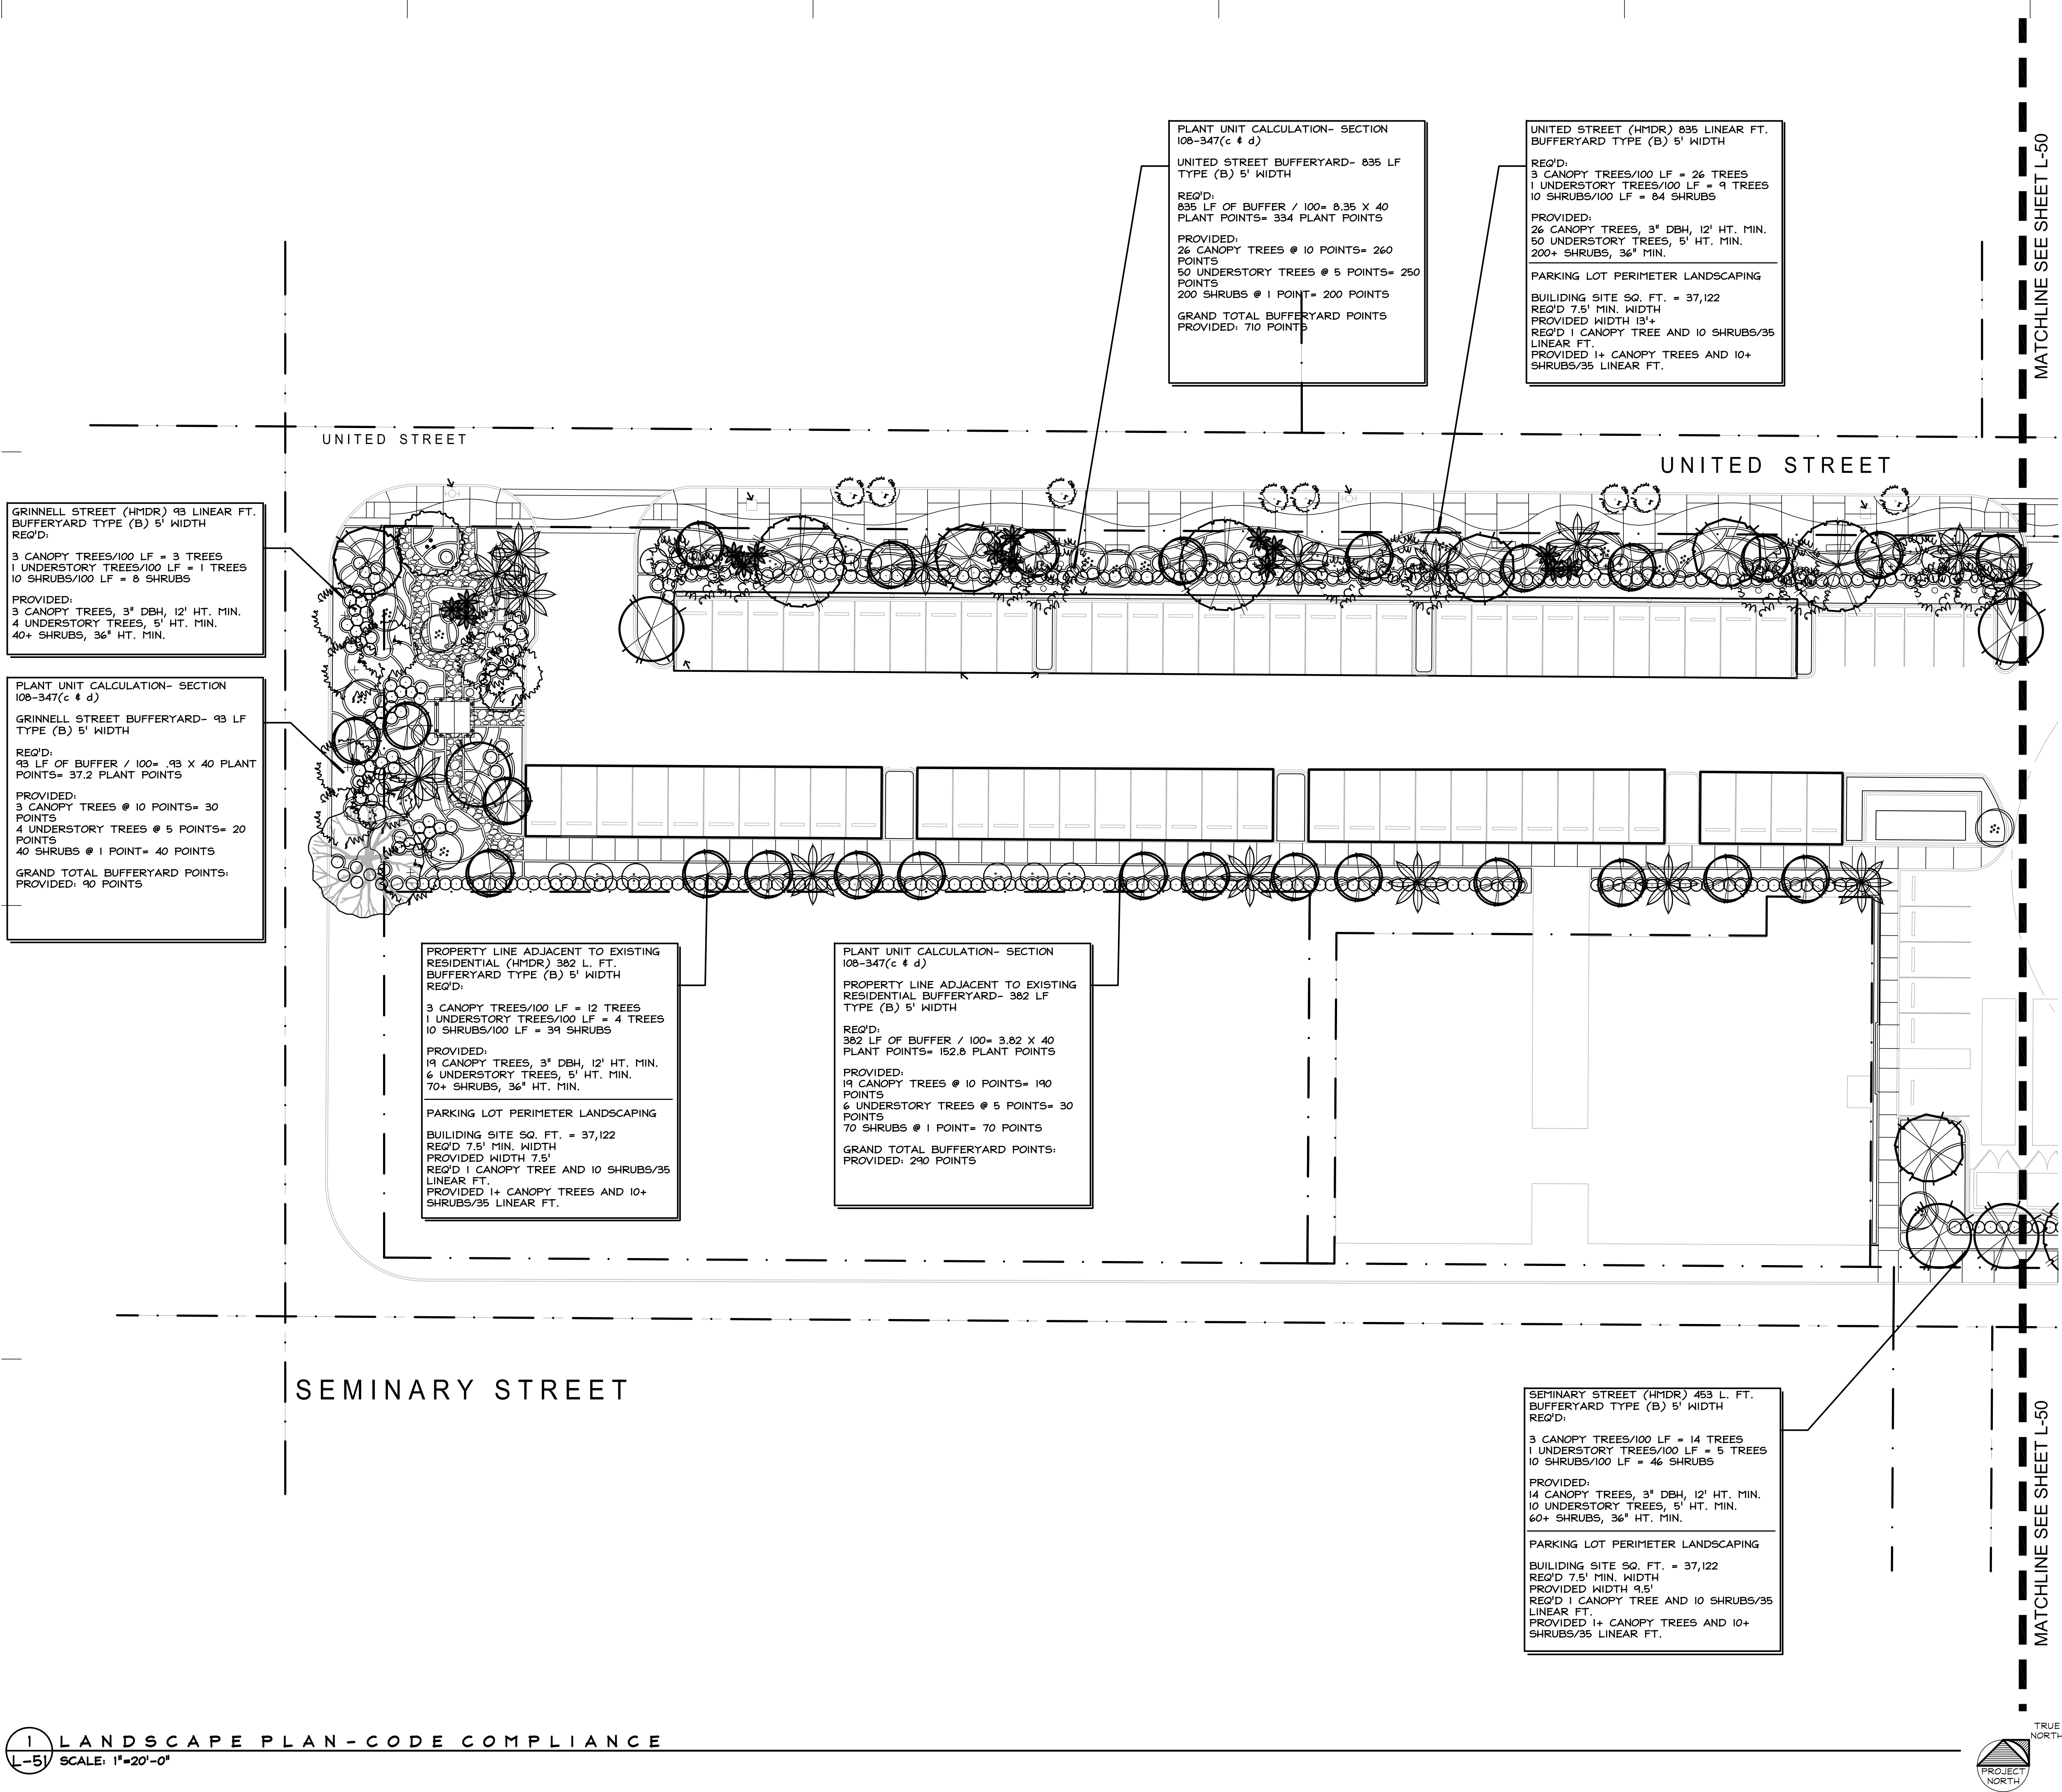 PLANT UNIT CALCULATION- SECTION
108-347(c & d)
UNITED STREET BUFFERYARD- 835 LF
TYPE (B) 5' WIDTH
REQ'D:
835 LF OF BUFFER / 100= 8.35 X 40
PLANT POINTS= 334 PLANT POINTS
PROVIDED:
26 CANOPY TREES @ 10 POINTS= 260
POINTS
50 UNDERSTORY TREES @ 5 POINTS= 250
POINTS
200 SHRUBS @ 1 POINT= 200 POINTS
GRAND TOTAL BUFFERYARD POINTS
PROVIDED: 710 POINTS
UNITED STREET (HMDR) 835 LINEAR FT.
BUFFERYARD TYPE (B) 5' WIDTH
REQ'D:
3 CANOPY TREES/100 LF = 26 TREES
1 UNDERSTORY TREES/100 LF = 9 TREES
10 SHRUBS/100 LF = 84 SHRUBS
PROVIDED:
26 CANOPY TREES, 3" DBH, 12' HT. MIN.
50 UNDERSTORY TREES, 5' HT. MIN.
200+ SHRUBS, 36" MIN.
PARKING LOT PERIMETER LANDSCAPING
BUILIDING SITE SQ. FT. = 37,122
REQ'D 7.5' MIN. WIDTH
PROVIDED WIDTH 13'+
REQ'D 1 CANOPY TREE AND 10 SHRUBS/35
LINEAR FT.
PROVIDED 1+ CANOPY TREES AND 10+
SHRUBS/35 LINEAR FT.
MATCHLINE SEE SHEET L-50
UNITED STREET
UNITED STREET
GRINNELL STREET (HMDR) 93 LINEAR FT.
BUFFERYARD TYPE (B) 5' WIDTH
REQ'D:
3 CANOPY TREES/100 LF = 3 TREES
1 UNDERSTORY TREES/100 LF = 1 TREES
10 SHRUBS/100 LF = 8 SHRUBS
PROVIDED:
3 CANOPY TREES, 3" DBH, 12' HT. MIN.
4 UNDERSTORY TREES, 5' HT. MIN.
40+ SHRUBS, 36" HT. MIN.
PLANT UNIT CALCULATION- SECTION
108-347(c & d)
GRINNELL STREET BUFFERYARD- 93 LF
TYPE (B) 5' WIDTH
REQ'D:
93 LF OF BUFFER / 100= .93 X 40 PLANT
POINTS= 37.2 PLANT POINTS
PROVIDED:
3 CANOPY TREES @ 10 POINTS= 30
POINTS
4 UNDERSTORY TREES @ 5 POINTS= 20
POINTS
40 SHRUBS @ 1 POINT= 40 POINTS
GRAND TOTAL BUFFERYARD POINTS:
PROVIDED: 90 POINTS
PROPERTY LINE ADJACENT TO EXISTING
RESIDENTIAL (HMDR) 382 L. FT.
BUFFERYARD TYPE (B) 5' WIDTH
REQ'D:
3 CANOPY TREES/100 LF = 12 TREES
1 UNDERSTORY TREES/100 LF = 4 TREES
10 SHRUBS/100 LF = 39 SHRUBS
PROVIDED:
19 CANOPY TREES, 3" DBH, 12' HT. MIN.
6 UNDERSTORY TREES, 5' HT. MIN.
70+ SHRUBS, 36" HT. MIN.
PARKING LOT PERIMETER LANDSCAPING
BUILIDING SITE SQ. FT. = 37,122
REQ'D 7.5' MIN. WIDTH
PROVIDED WIDTH 7.5'
REQ'D 1 CANOPY TREE AND 10 SHRUBS/35
LINEAR FT.
PROVIDED 1+ CANOPY TREES AND 10+
SHRUBS/35 LINEAR FT.
PLANT UNIT CALCULATION- SECTION
108-347(c & d)
PROPERTY LINE ADJACENT TO EXISTING
RESIDENTIAL BUFFERYARD- 382 LF
TYPE (B) 5' WIDTH
REQ'D:
382 LF OF BUFFER / 100= 3.82 X 40
PLANT POINTS= 152.8 PLANT POINTS
PROVIDED:
19 CANOPY TREES @ 10 POINTS= 190
POINTS
6 UNDERSTORY TREES @ 5 POINTS= 30
POINTS
70 SHRUBS @ 1 POINT= 70 POINTS
GRAND TOTAL BUFFERYARD POINTS:
PROVIDED: 290 POINTS
SEMINARY STREET
SEMINARY STREET (HMDR) 453 L. FT.
BUFFERYARD TYPE (B) 5' WIDTH
REQ'D:
3 CANOPY TREES/100 LF = 14 TREES
1 UNDERSTORY TREES/100 LF = 5 TREES
10 SHRUBS/100 LF = 46 SHRUBS
PROVIDED:
14 CANOPY TREES, 3" DBH, 12' HT. MIN.
10 UNDERSTORY TREES, 5' HT. MIN.
60+ SHRUBS, 36" HT. MIN.
PARKING LOT PERIMETER LANDSCAPING
BUILIDING SITE SQ. FT. = 37,122
REQ'D 7.5' MIN. WIDTH
PROVIDED WIDTH 9.5'
REQ'D 1 CANOPY TREE AND 10 SHRUBS/35
LINEAR FT.
PROVIDED 1+ CANOPY TREES AND 10+
SHRUBS/35 LINEAR FT.
MATCHLINE SEE SHEET L-50
1
L-51
LANDSCAPE PLAN-CODE COMPLIANCE
SCALE: 1"=20'-0"
TRUE
NORTH
PROJECT
NORTH